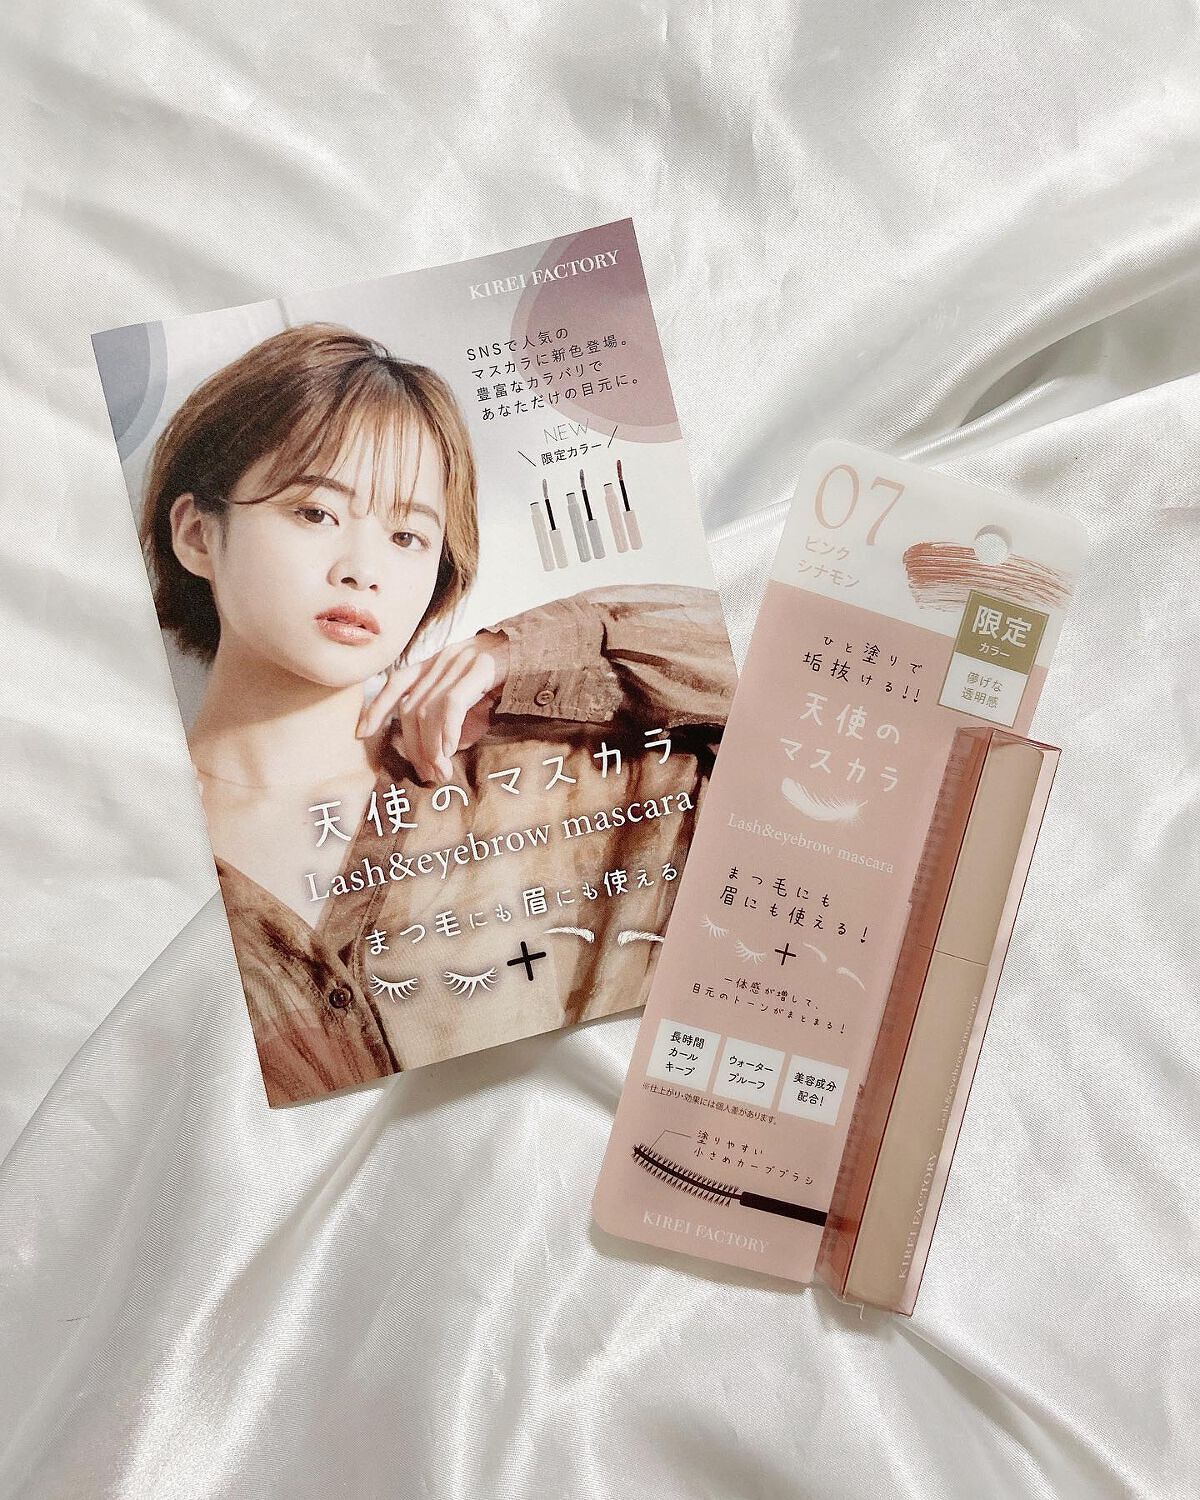 KIREI FACTORY
SNSで人気の
マスカラに新色登場。
豊富なカラバリで
あなただけの目元に。
NEW
限定カラー
天使のマスカラ
Lash&eyebrow mascara
まつ毛にも眉にも使える
+
07
ピンク
シナモン
限定
カラー
儚げな
透明感
ひと塗りで
垢抜ける!!
天使の
マスカラ
Lash&eyebrow mascara
まつ毛にも
眉にも使える!
+
一体感が増して、
目元のトーンがまとまる!
長時間
カール
キープ
ウォーター
プルーフ
美容成分
配合!
※仕上がり・効果には個人差があります。
塗りやすい
小さめカーブブラシ
KIREI FACTORY
KIREI FACTORY Lash&eyebrow mascara